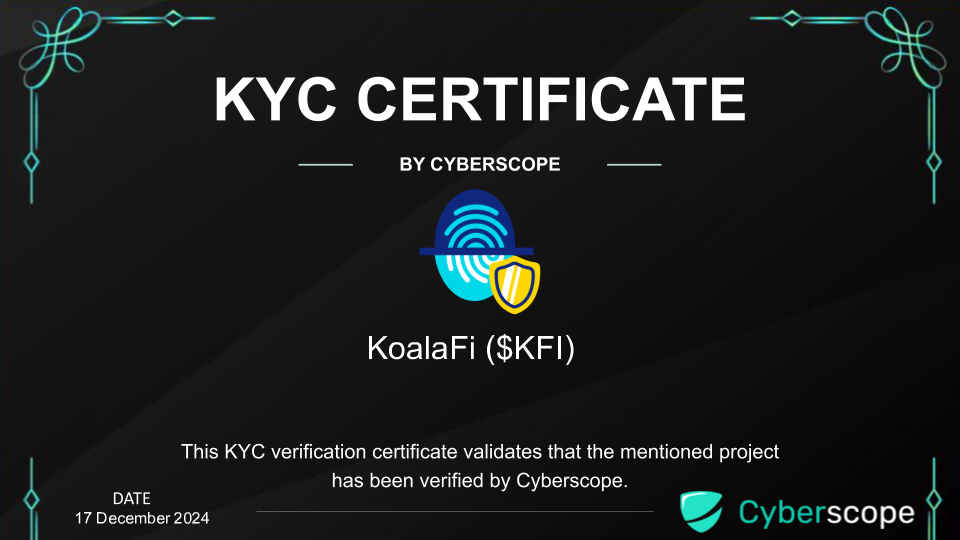 KYC CERTIFICATE
BY CYBERSCOPE
KoalaFi ($KFI)
This KYC verification certificate validates that the mentioned project
has been verified by Cyberscope.
DATE
17 December 2024
Cyberscope